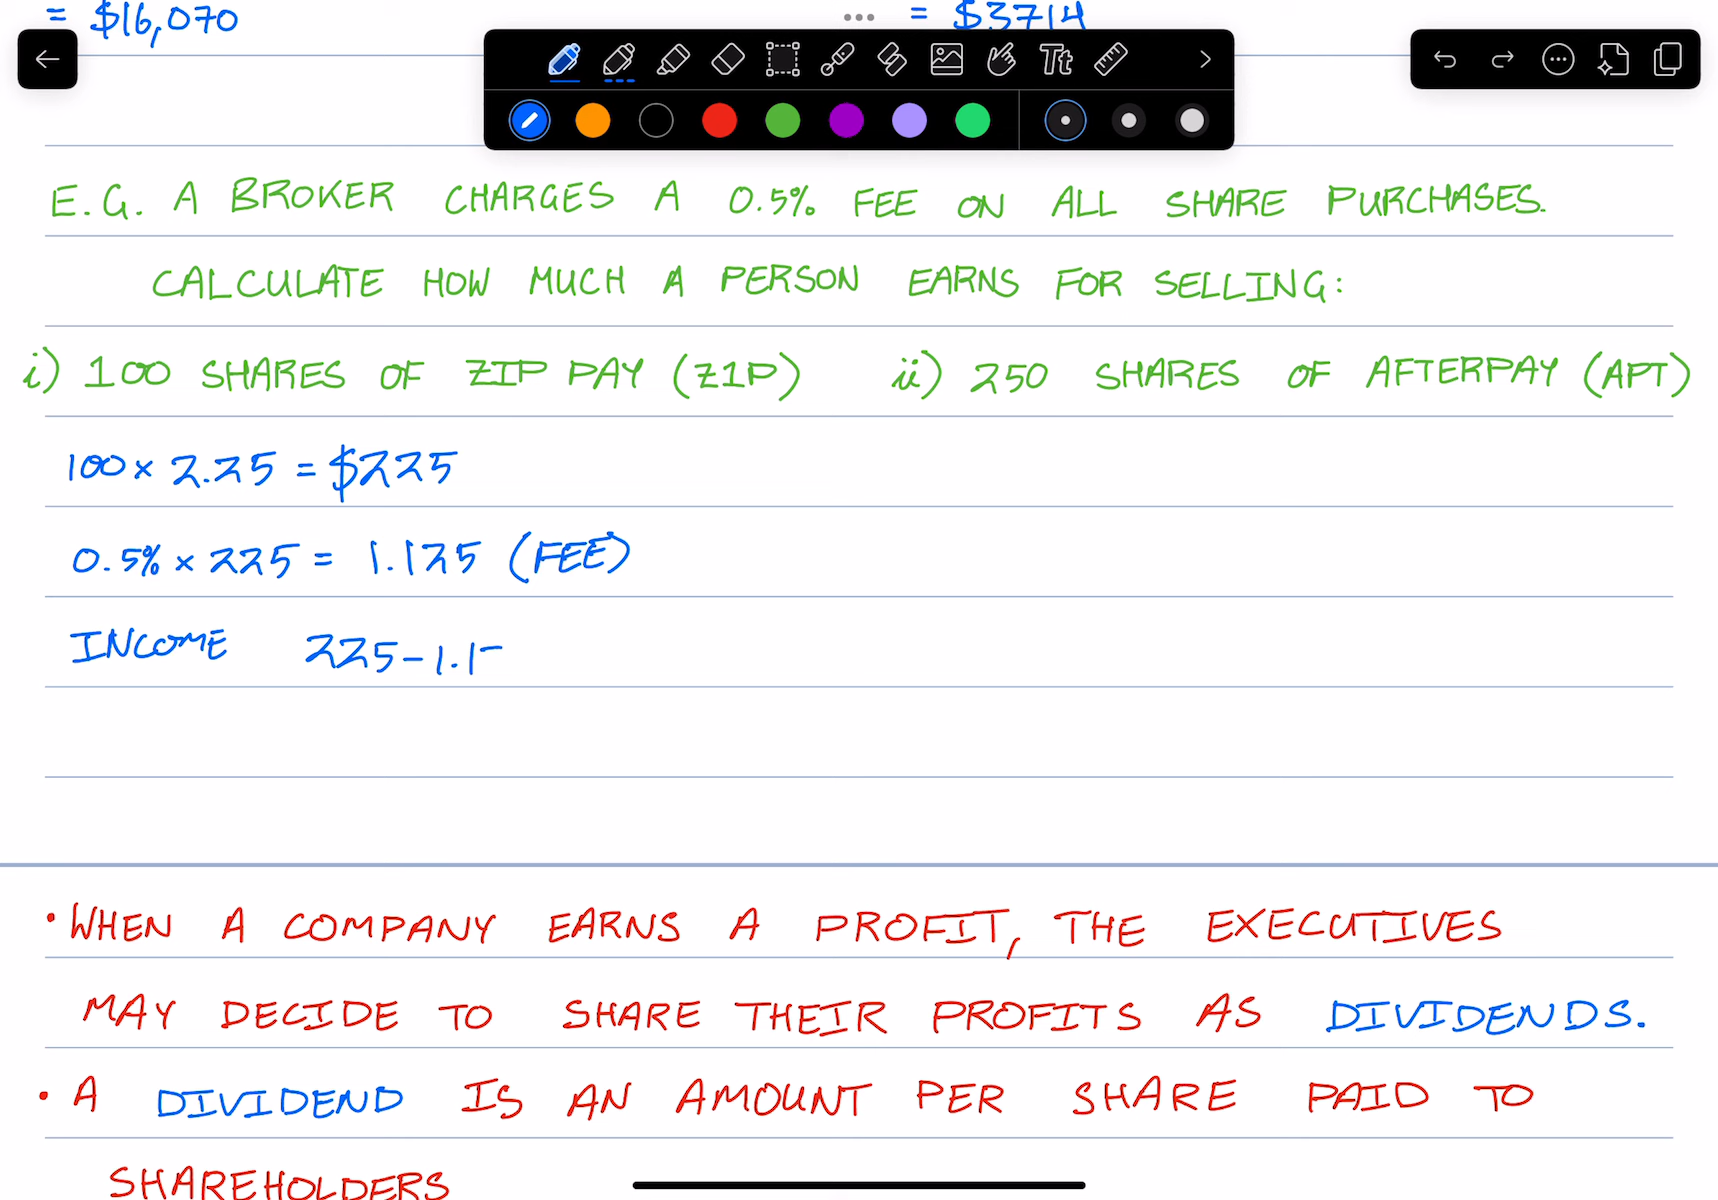 = $16,070
= $3714
Tt
E.G. A BROKER CHARGES A 0.5% FEE ON ALL SHARE PURCHASES.
CALCULATE HOW MUCH A PERSON EARNS FOR SELLING:
i) 100 SHARES OF ZIP PAY (Z1P)
ii) 250 SHARES OF AFTERPAY (APT)
100 × 2.25 = $225
0.5% × 225 = 1.125 (FEE)
INCOME 225 - 1.1
• WHEN A COMPANY EARNS A PROFIT, THE EXECUTIVES
MAY DECIDE TO SHARE THEIR PROFITS AS DIVIDENDS.
• A DIVIDEND IS AN AMOUNT PER SHARE PAID TO
SHAREHOLDERS